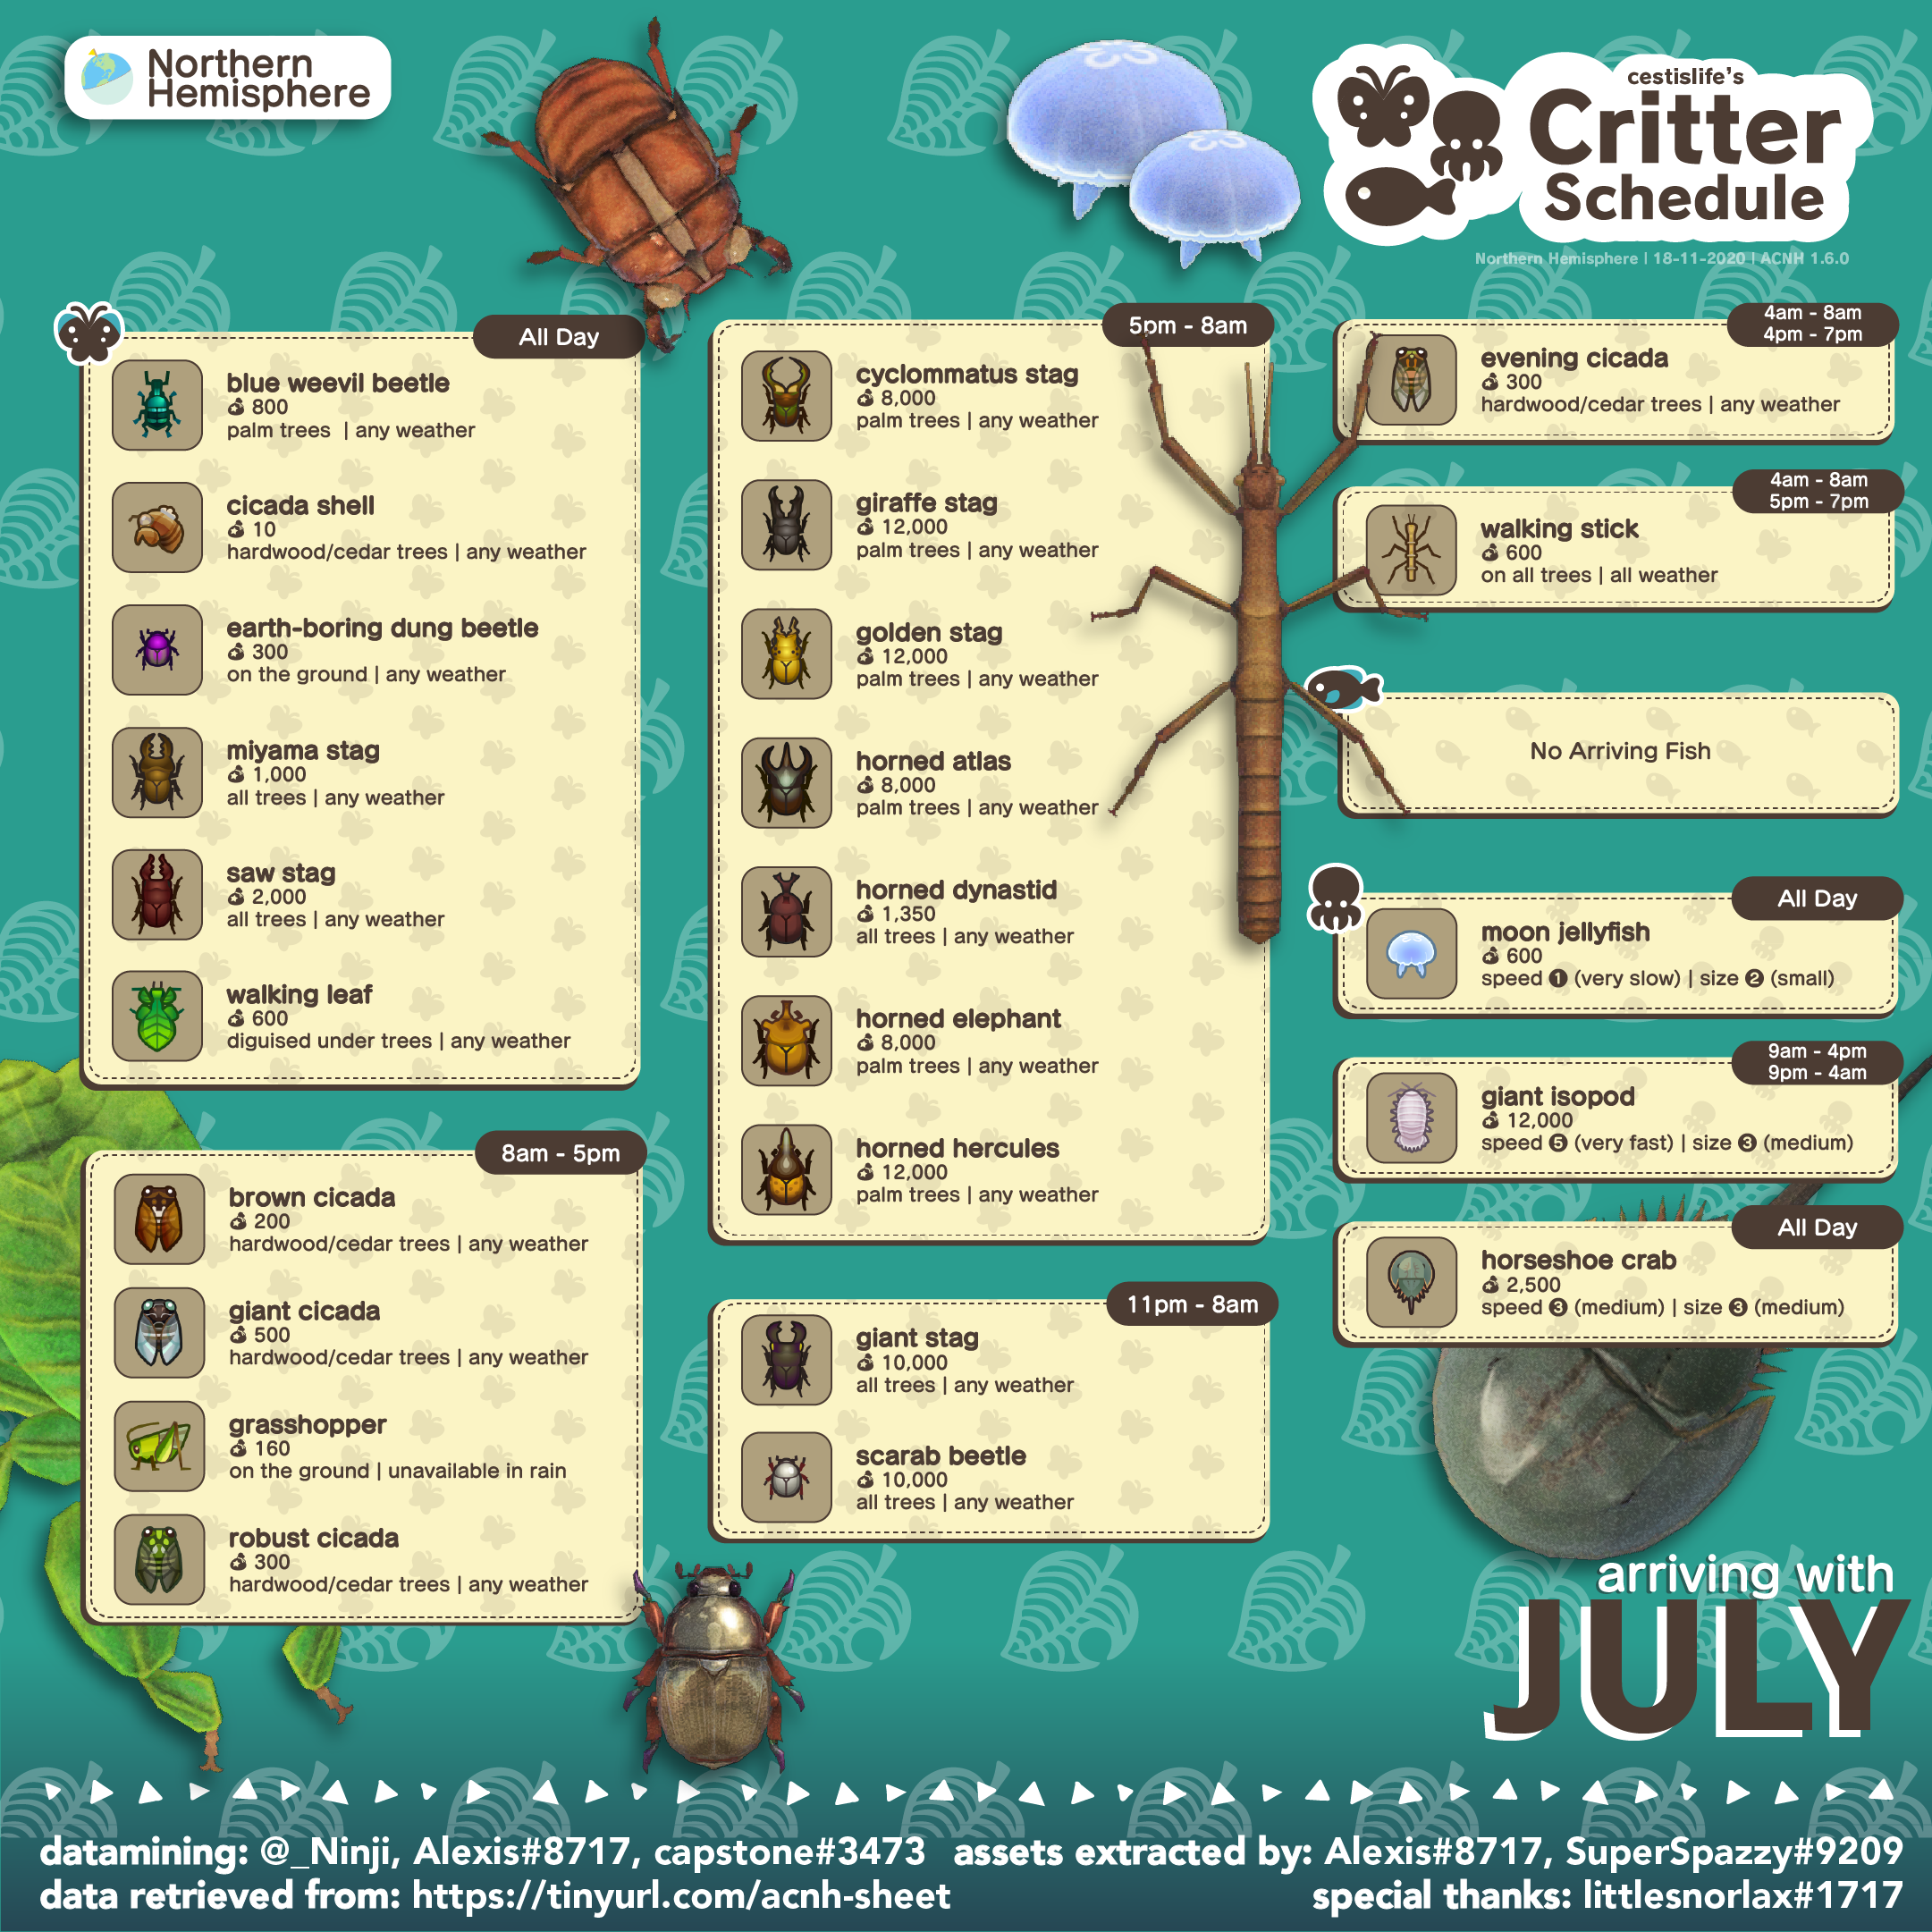 Northern
Hemisphere
cestislife's
Critter
Schedule
Northern Hemisphere | 18-11-2020 | ACNH 1.6.0
All Day
blue weevil beetle
800
palm trees | any weather
cicada shell
10
hardwood/cedar trees | any weather
earth-boring dung beetle
300
on the ground | any weather
miyama stag
1,000
all trees | any weather
saw stag
2,000
all trees | any weather
walking leaf
600
diguised under trees | any weather
8am - 5pm
brown cicada
200
hardwood/cedar trees | any weather
giant cicada
500
hardwood/cedar trees | any weather
grasshopper
160
on the ground | unavailable in rain
robust cicada
300
hardwood/cedar trees | any weather
5pm - 8am
cyclommatus stag
8,000
palm trees | any weather
giraffe stag
12,000
palm trees | any weather
golden stag
12,000
palm trees | any weather
horned atlas
8,000
palm trees | any weather
horned dynastid
1,350
all trees | any weather
horned elephant
8,000
palm trees | any weather
horned hercules
12,000
palm trees | any weather
11pm - 8am
giant stag
10,000
all trees | any weather
scarab beetle
10,000
all trees | any weather
4am - 8am
4pm - 7pm
evening cicada
300
hardwood/cedar trees | any weather
4am - 8am
5pm - 7pm
walking stick
600
on all trees | all weather
No Arriving Fish
All Day
moon jellyfish
600
speed ❶ (very slow) | size ❷ (small)
9am - 4pm
9pm - 4am
giant isopod
12,000
speed ❺ (very fast) | size ❸ (medium)
All Day
horseshoe crab
2,500
speed ❸ (medium) | size ❸ (medium)
arriving with
JULY
datamining: @_Ninji, Alexis#8717, capstone#3473
assets extracted by: Alexis#8717, SuperSpazzy#9209
data retrieved from: https://tinyurl.com/acnh-sheet
special thanks: littlesnorlax#1717